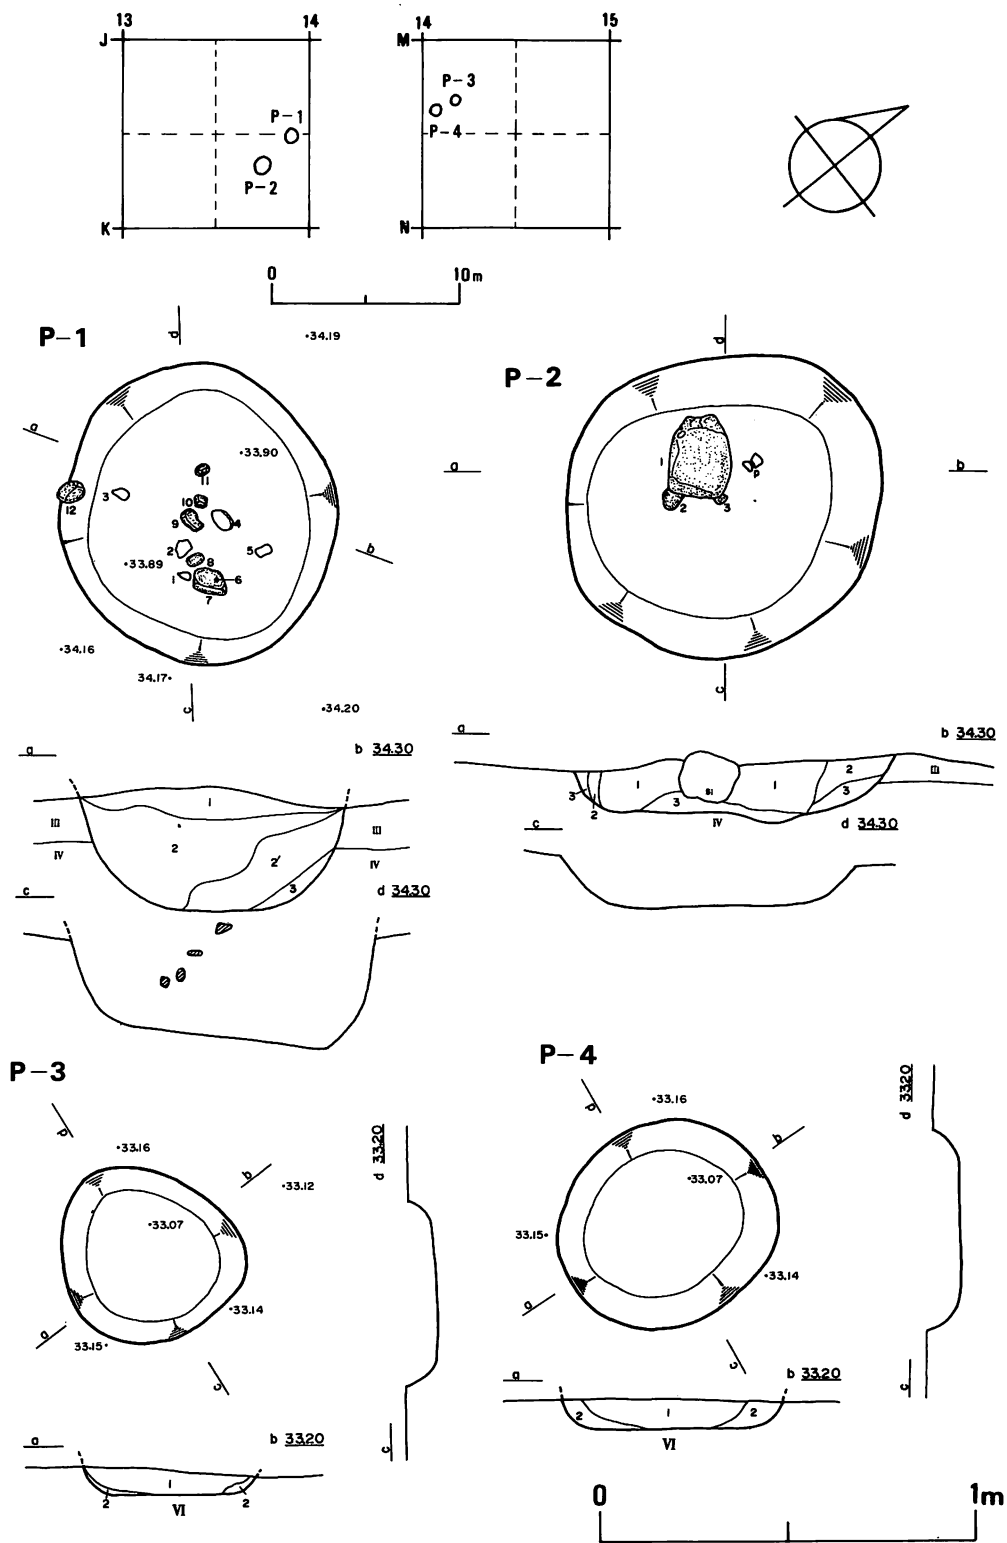 13 14 14 15
J M
P-3
P-1
P-4
P-2
K N
0 10m
P-1
d
·34.19
a
·33.90
11
12 3 10
9 4
2 8 5
b
·33.89
1 6
7
·34.16
34.17·
c
·34.20
P-2
d
a b
1 P
2 3
c
a b 34.30
1
III 2 III
IV 2′ IV
3
c d 34.30
a b 34.30
3 2 1 3 SI 1 2 3 III
IV
c d 34.30
P-3
d
·33.16
b
·33.12
·33.07
·33.14
a
33.15·
c
d 33.20
c
a b 33.20
1
2 2
VI
P-4
d
·33.16
b
·33.07
33.15·
·33.14
a
c
d 33.20
c
a b 33.20
2 1 2
VI
0 1m